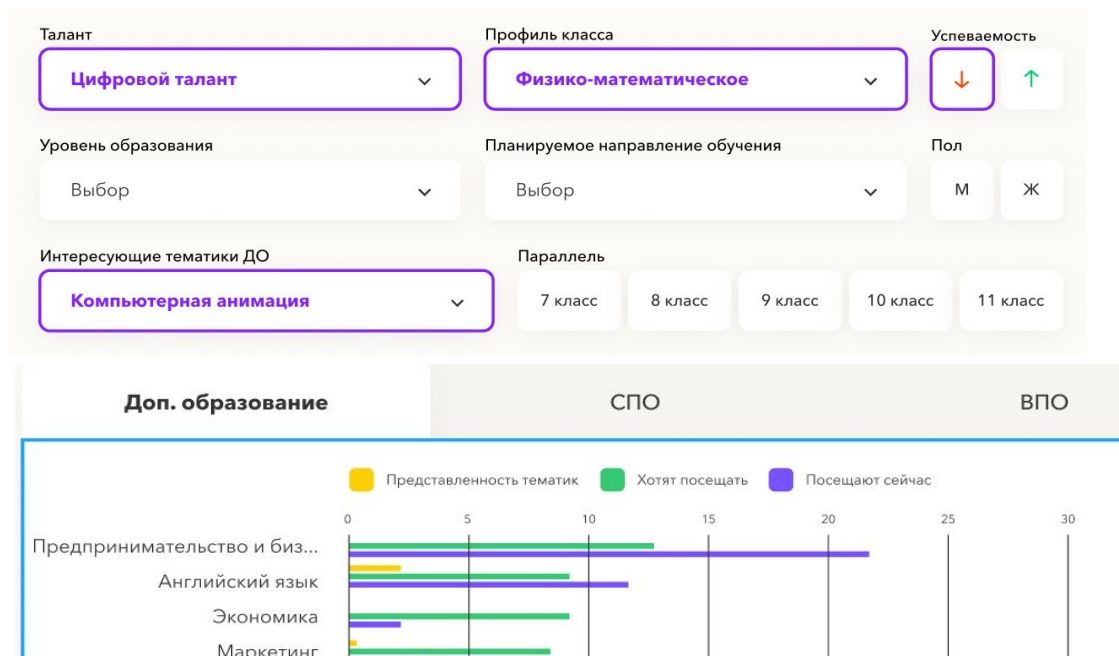 Талант Профиль класса Успеваемость
Цифровой талант Физико-математическое
Уровень образования Планируемое направление обучения Пол
Выбор Выбор М Ж
Интересующие тематики ДО Параллель
Компьютерная анимация 7 класс 8 класс 9 класс 10 класс 11 класс
Доп. образование СПО ВПО
Представленность тематик Хотят посещать Посещают сейчас
0 5 10 15 20 25 30
Предпринимательство и биз...
Английский язык
Экономика
Маркетинг